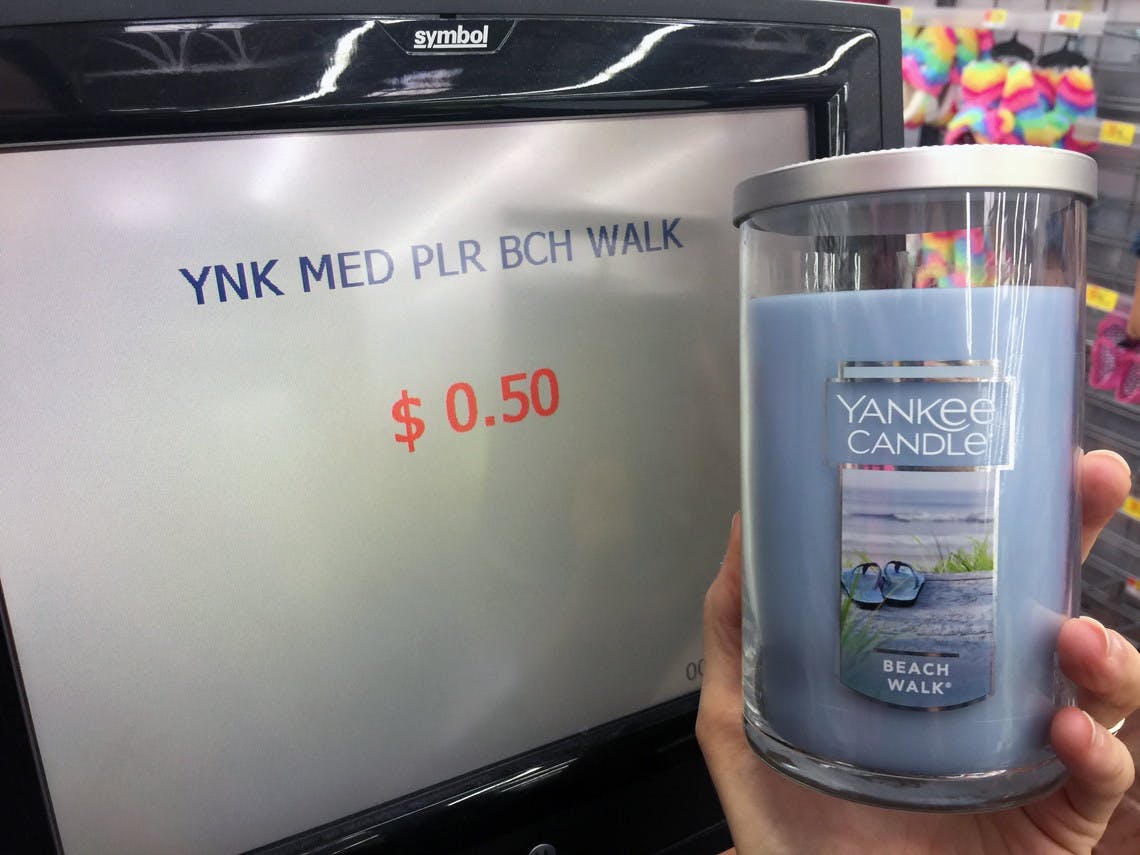 symbol
YNK MED PLR BCH WALK
$ 0.50
YANKEE
CANDLE
BEACH
WALK®